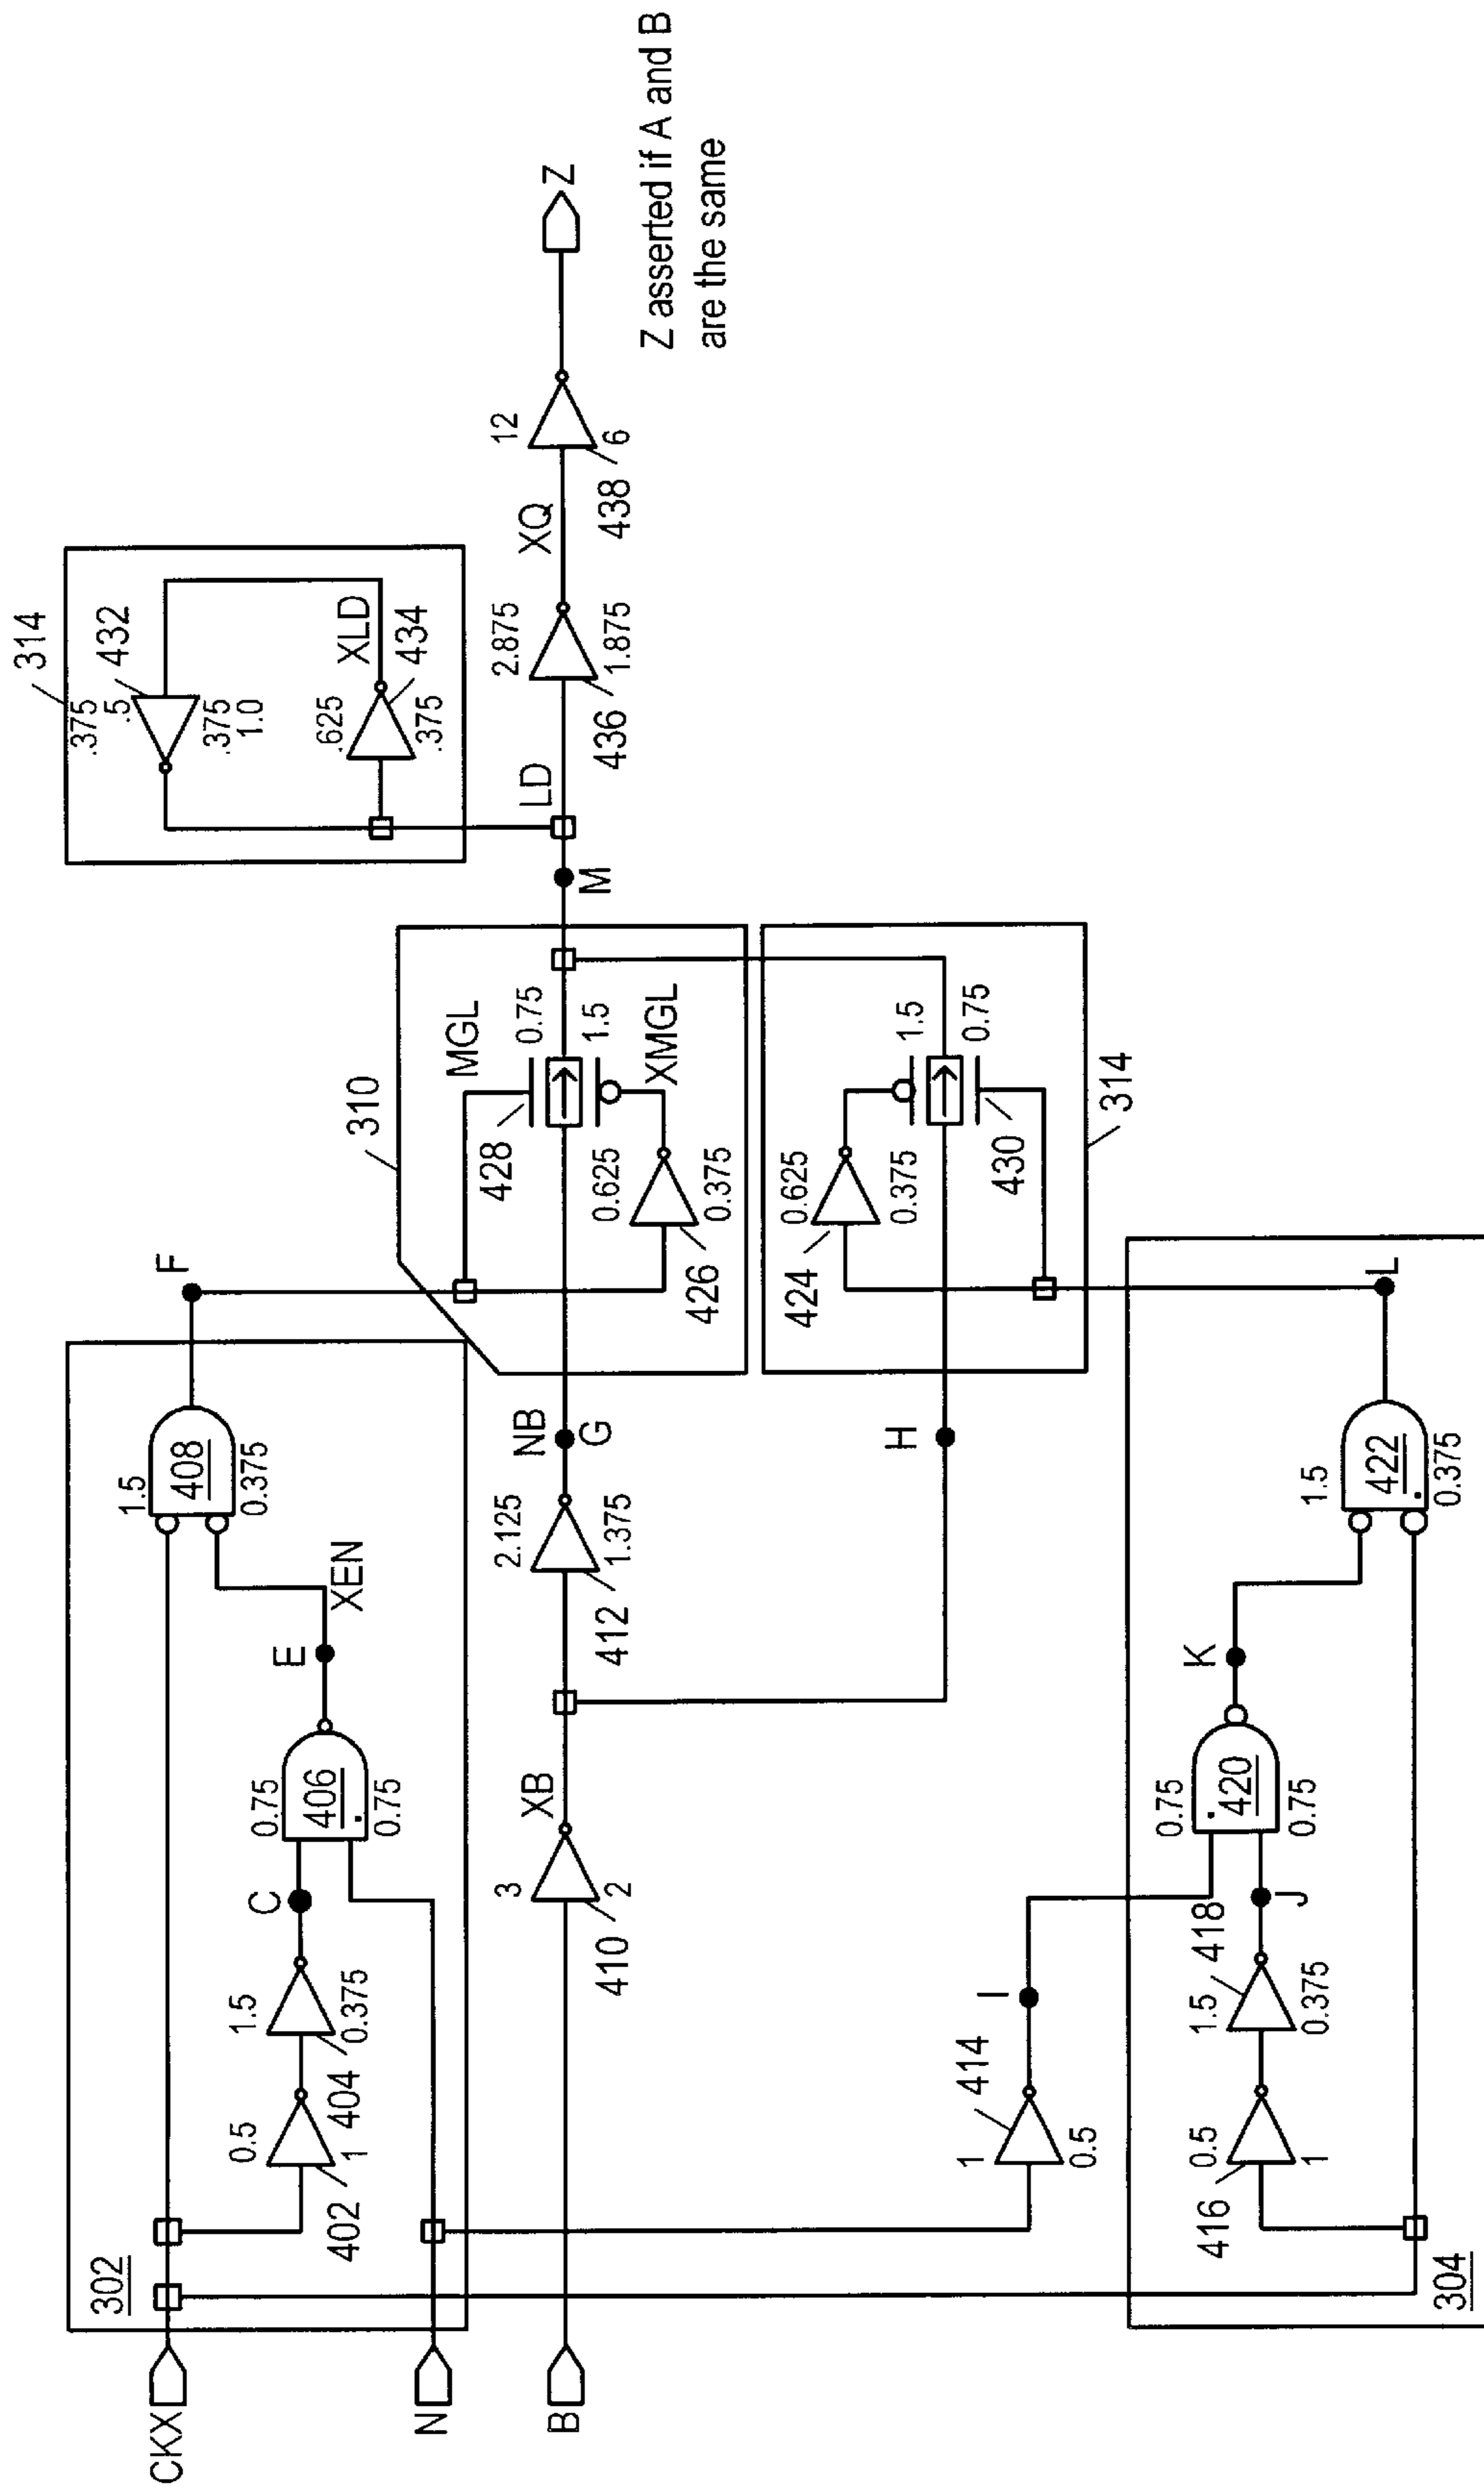 CKX
N
B
302
0.5
1
402
1.5
0.375
404
C
0.75
406
0.75
E
XEN
1.5
408
0.375
F
3
2
410
XB
2.125
1.375
412
NB
G
H
310
428
MGL
0.75
1.5
XMGL
0.625
0.375
426
M
LD
314
.375
.5
432
.375
1.0
XLD
434
.625
.375
2.875
1.875
436
XQ
12
6
438
Z
Z asserted if A and B
are the same
0.625
0.375
424
1.5
0.75
430
314
1
0.5
414
I
304
0.5
1
416
1.5
0.375
418
J
0.75
420
0.75
K
1.5
422
0.375
L